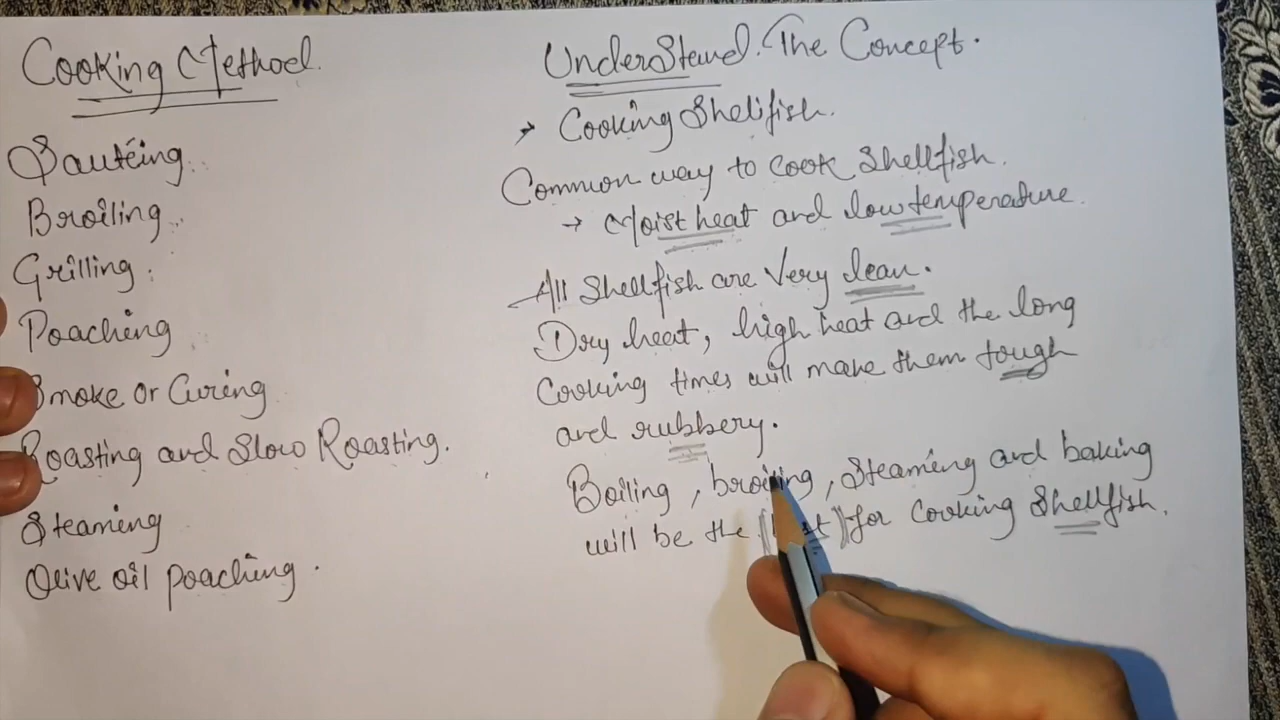 Cooking Method.
Sautéing.
Broiling.
Grilling.
Poaching
Smoke or Curing
Roasting and Slow Roasting.
Steaming
Olive oil poaching.
Understand. The Concept.
→ Cooking Shellfish.
Common way to cook shellfish.
→ Moist heat and low temperature.
All Shellfish are Very lean.
Dry heat, high heat and the long
cooking times will make them tough
and rubbery.
Boiling, broiling, steaming and baking
will be the for cooking Shellfish.